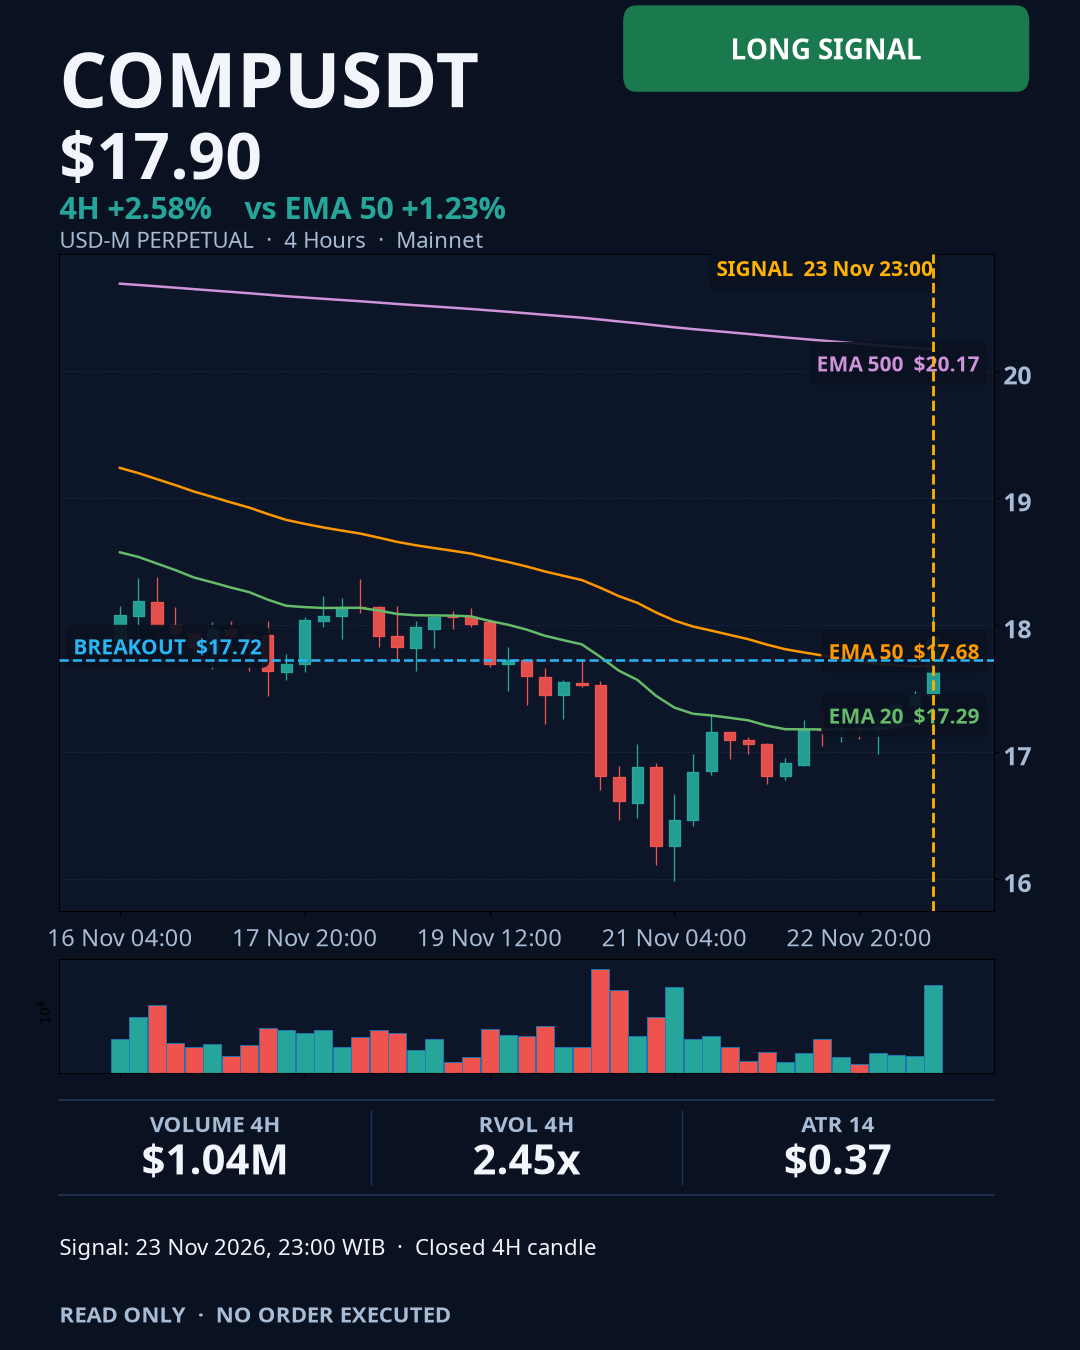 LONG SIGNAL
COMPUSDT
$17.90
4H +2.58% vs EMA 50 +1.23%
USD-M PERPETUAL · 4 Hours · Mainnet
SIGNAL 23 Nov 23:00
EMA 500 $20.17
20
19
18
BREAKOUT $17.72
EMA 50 $17.68
EMA 20 $17.29
17
16
16 Nov 04:00 17 Nov 20:00 19 Nov 12:00 21 Nov 04:00 22 Nov 20:00
10⁶
VOLUME 4H RVOL 4H ATR 14
$1.04M 2.45x $0.37
Signal: 23 Nov 2026, 23:00 WIB · Closed 4H candle
READ ONLY · NO ORDER EXECUTED